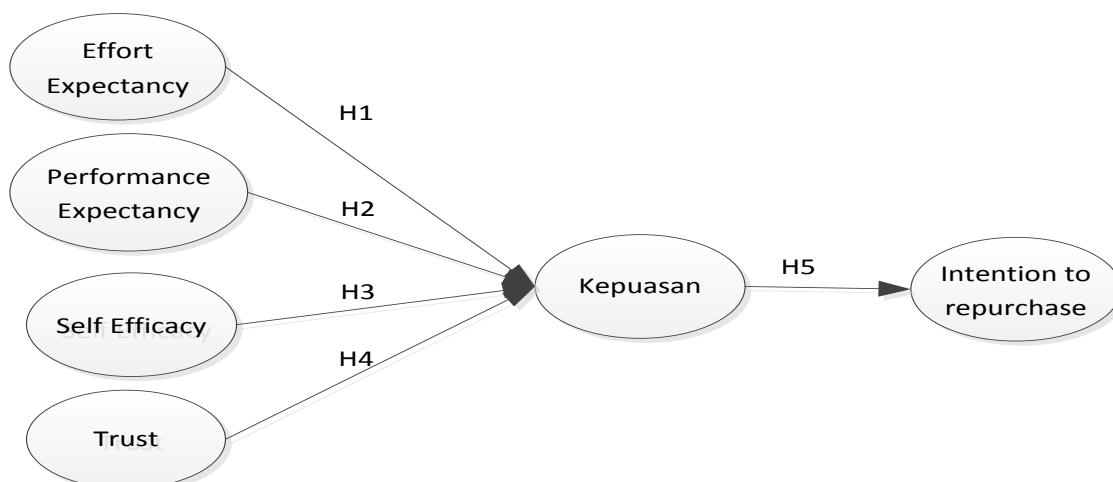 Effort
Expectancy
H1
Performance
Expectancy
H2
Self Efficacy
H3
H4
Trust
Kepuasan
H5
Intention to
repurchase